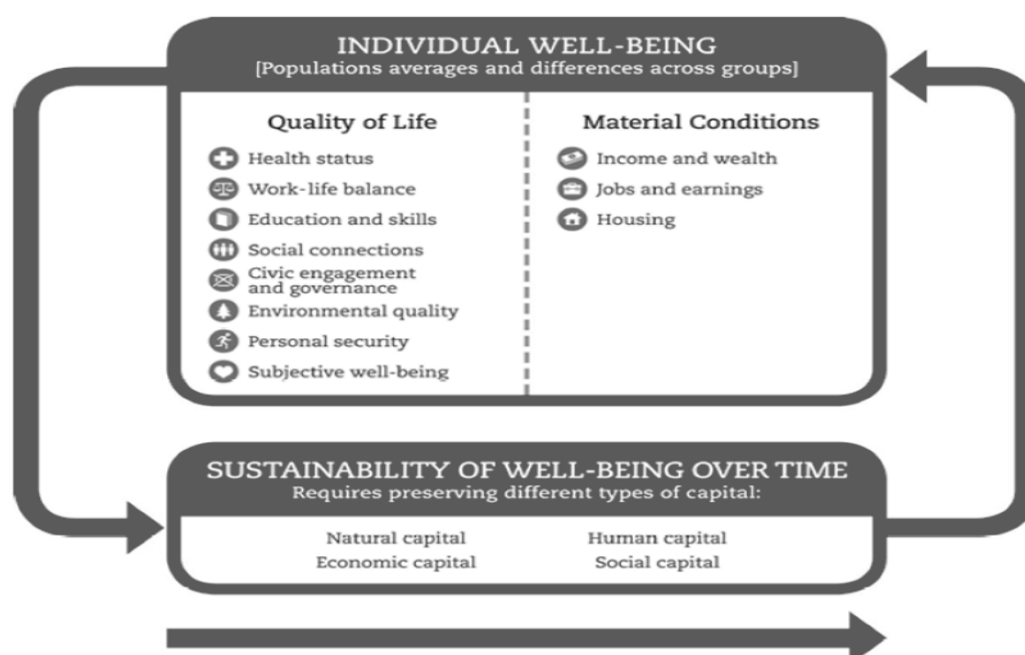 INDIVIDUAL WELL-BEING
[Populations averages and differences across groups]
Quality of Life
Health status
Work-life balance
Education and skills
Social connections
Civic engagement
and governance
Environmental quality
Personal security
Subjective well-being
Material Conditions
Income and wealth
Jobs and earnings
Housing
SUSTAINABILITY OF WELL-BEING OVER TIME
Requires preserving different types of capital:
Natural capital
Human capital
Economic capital
Social capital